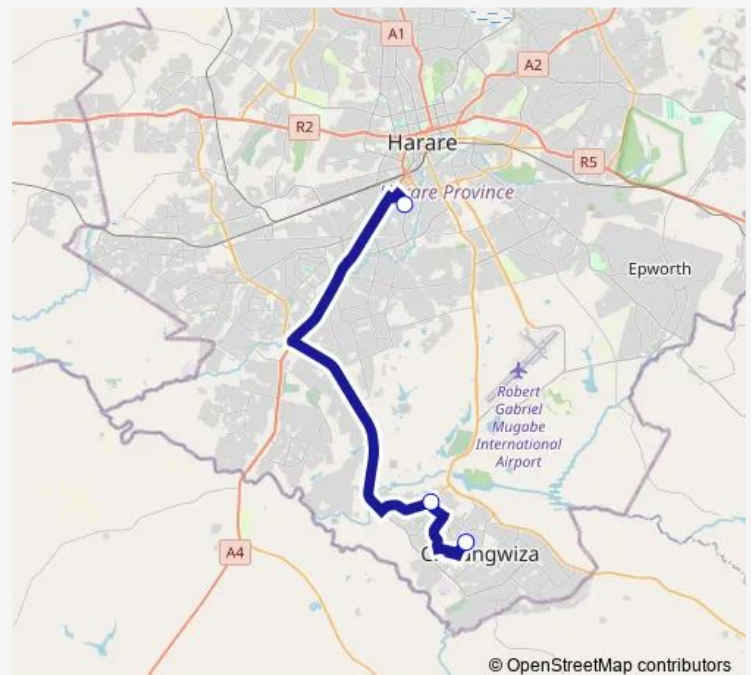 A1
A2
R2
Harare
R5
Harare Province
Epworth
Robert
Gabriel
Mugabe
International
Airport
A4
Chitungwiza
© OpenStreetMap contributors